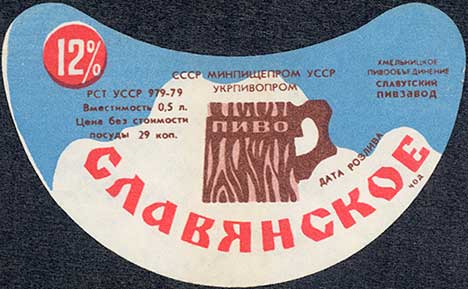 12%
СССР МИНПИЩЕПРОМ УССР
УКРПИВОПРОМ
ХМЕЛЬНИЦКОЕ
ПИВООБЪЕДИНЕНИЕ
СЛАВУТСКИЙ
ПИВЗАВОД
РСТ УССР 979-79
Вместимость 0,5 л.
Цена без стоимости
посуды 29 коп.
ПИВО
ДАТА РОЗЛИВА
СЛАВЯНСКОЕ